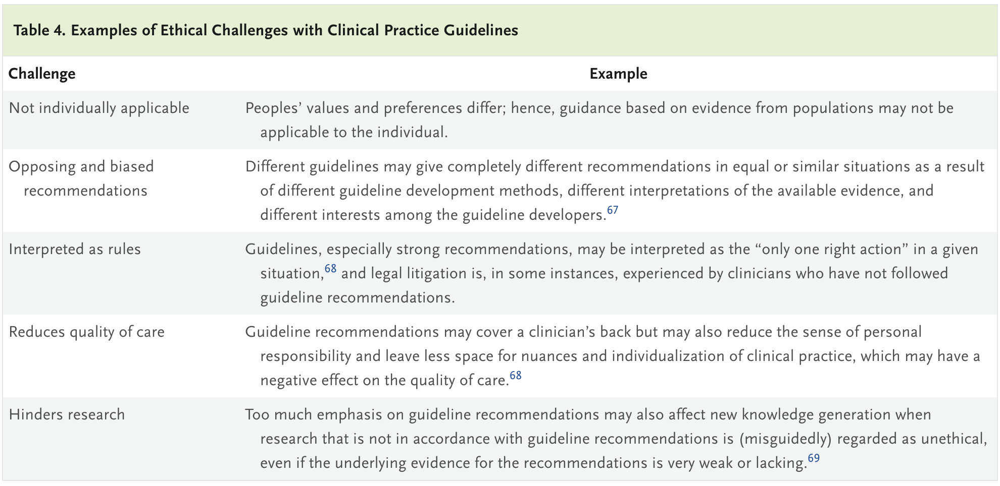 Table 4. Examples of Ethical Challenges with Clinical Practice Guidelines
Challenge
Example
Not individually applicable
Peoples’ values and preferences differ; hence, guidance based on evidence from populations may not be
applicable to the individual.
Opposing and biased
recommendations
Different guidelines may give completely different recommendations in equal or similar situations as a result
of different guideline development methods, different interpretations of the available evidence, and
different interests among the guideline developers.67
Interpreted as rules
Guidelines, especially strong recommendations, may be interpreted as the “only one right action” in a given
situation,68 and legal litigation is, in some instances, experienced by clinicians who have not followed
guideline recommendations.
Reduces quality of care
Guideline recommendations may cover a clinician’s back but may also reduce the sense of personal
responsibility and leave less space for nuances and individualization of clinical practice, which may have a
negative effect on the quality of care.68
Hinders research
Too much emphasis on guideline recommendations may also affect new knowledge generation when
research that is not in accordance with guideline recommendations is (misguidedly) regarded as unethical,
even if the underlying evidence for the recommendations is very weak or lacking.69